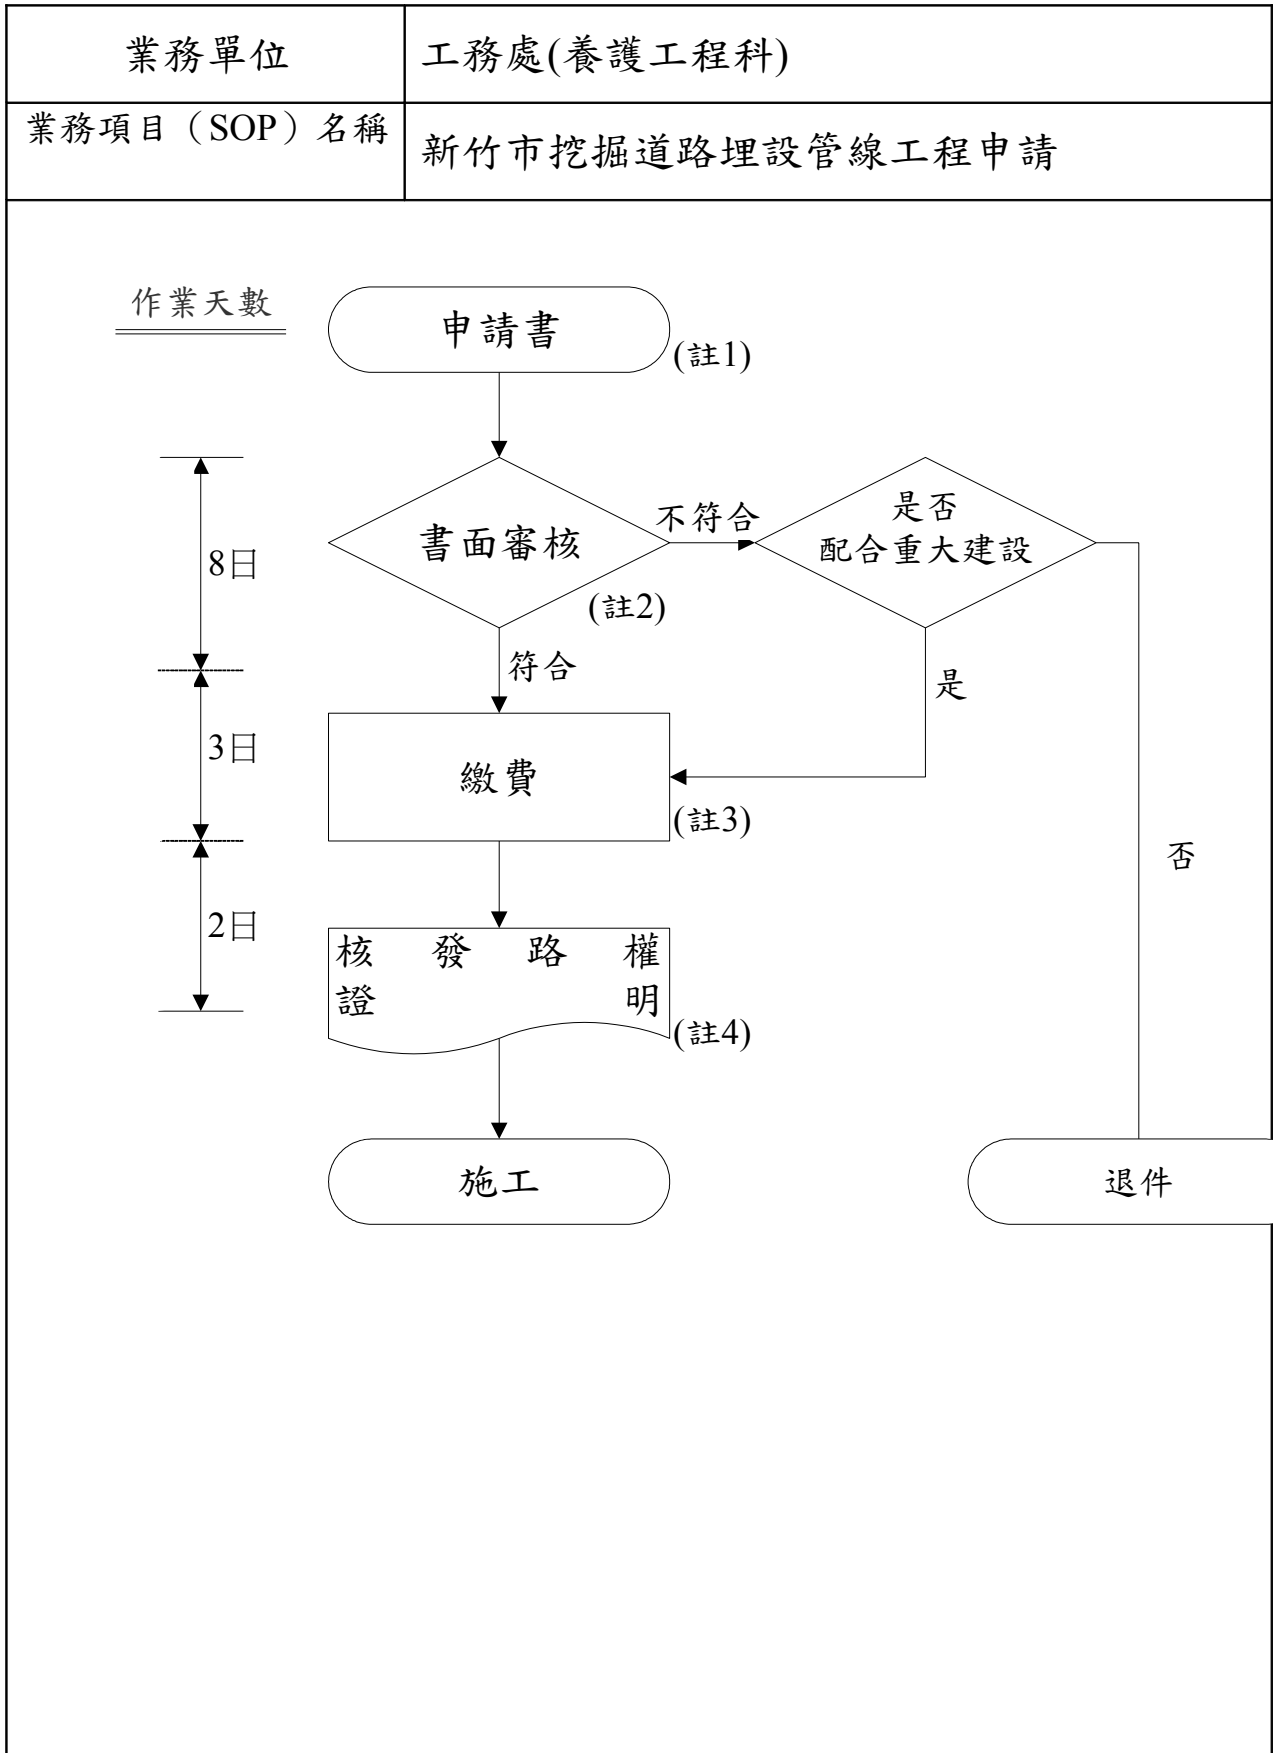 業務單位
工務處(養護工程科)
業務項目（SOP）名稱
新竹市挖掘道路埋設管線工程申請
作業天數
申請書
(註1)
書面審核
不符合
是否
配合重大建設
8日
(註2)
符合
是
3日
繳費
(註3)
否
2日
核發路權
證明
(註4)
施工
退件